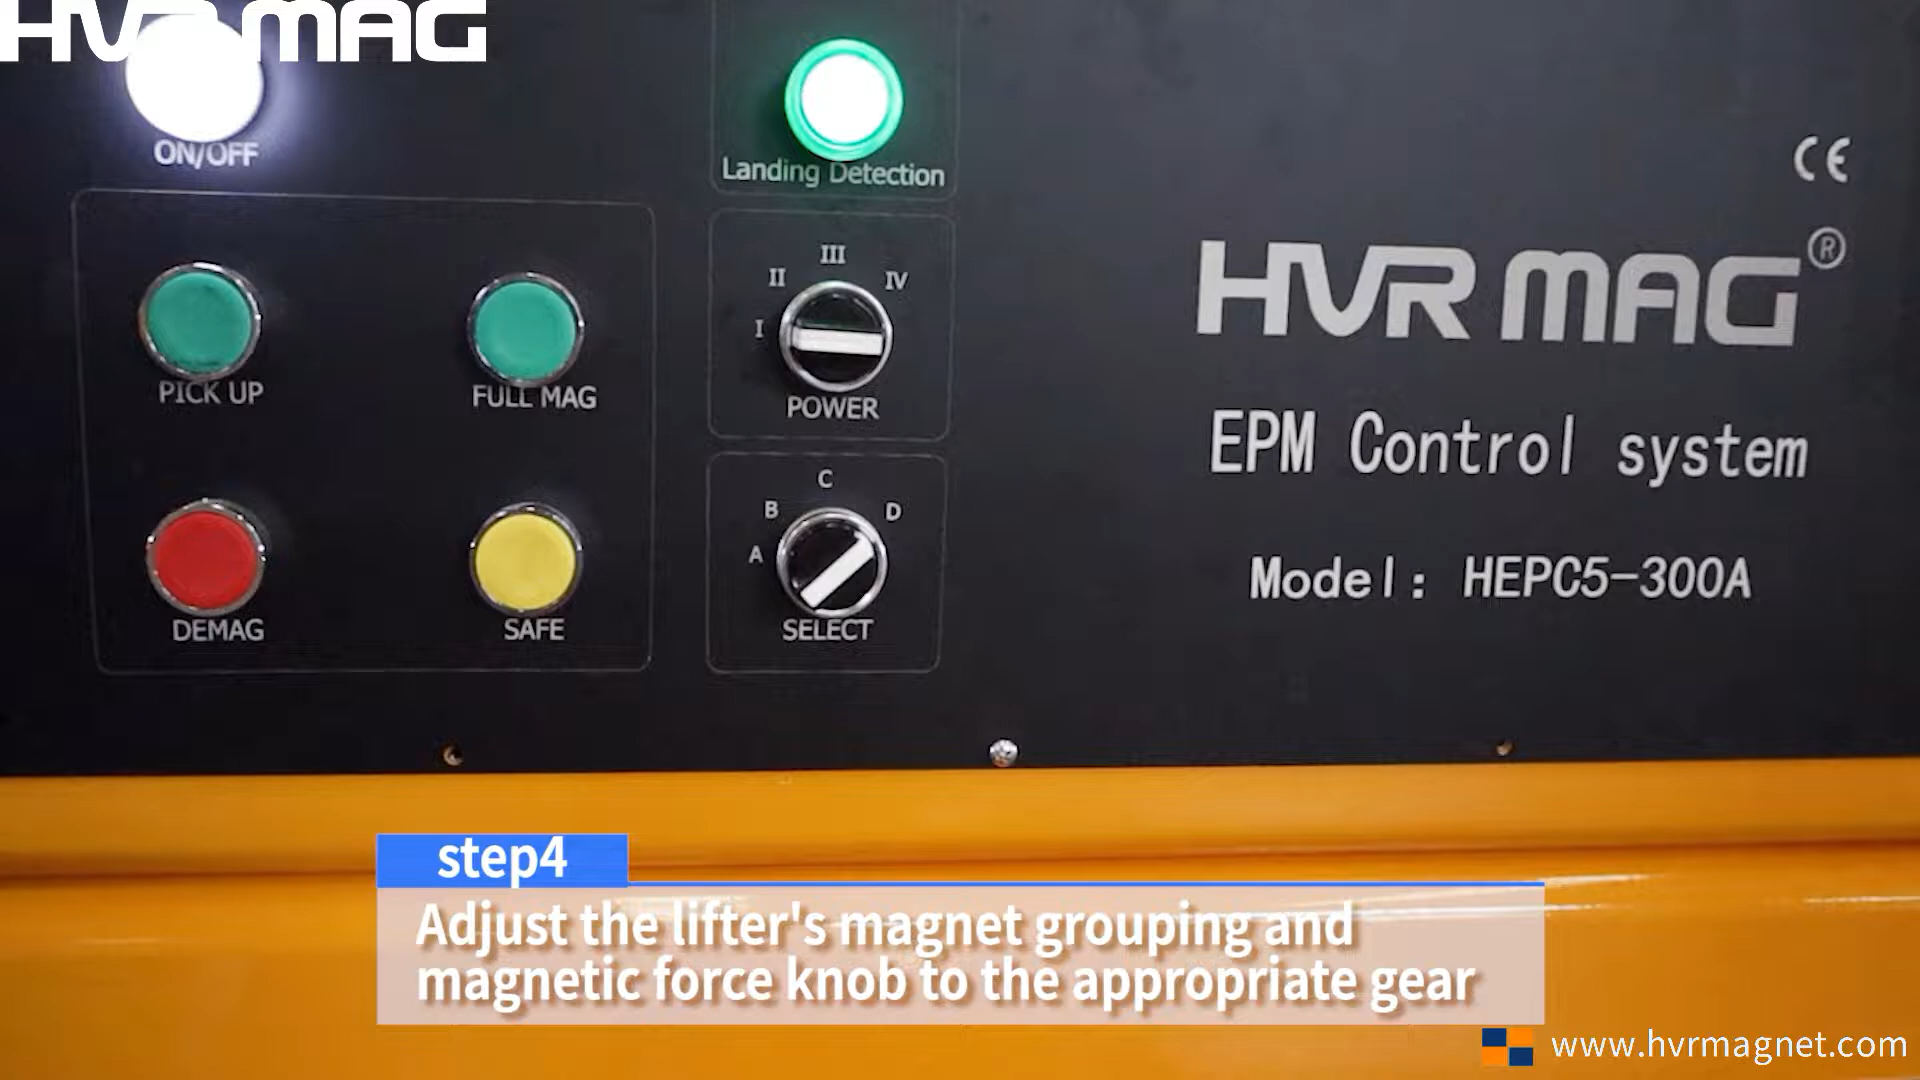 HVR MAG
ON/OFF
Landing Detection
CE
PICK UP
FULL MAG
I
II
III
IV
POWER
HVR MAG®
EPM Control system
Model: HEPC5-300A
DEMAG
SAFE
A
B
C
D
SELECT
step4
Adjust the lifter's magnet grouping and
magnetic force knob to the appropriate gear
www.hvrmagnet.com